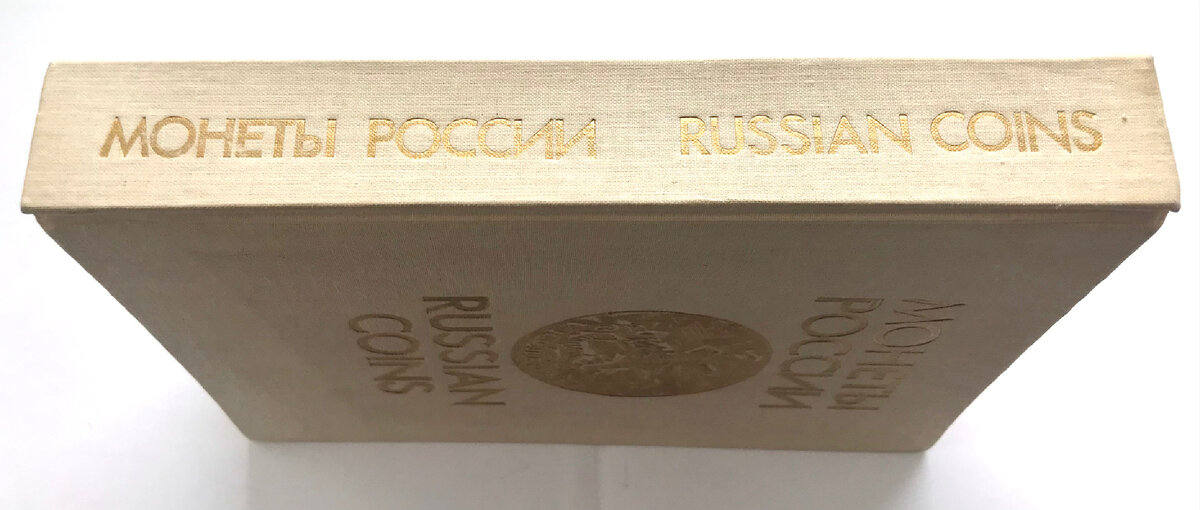 МОНЕТЫ РОССИИ RUSSIAN COINS
МОНЕТЫ
РОССИИ
RUSSIAN
COINS